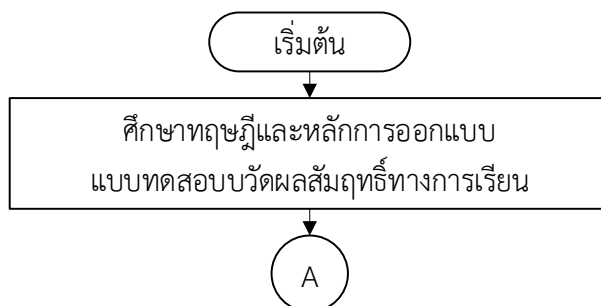 เริ่มต้น
ศึกษาทฤษฎีและหลักการออกแบบ
แบบทดสอบบวัดผลสัมฤทธิ์ทางการเรียน
A